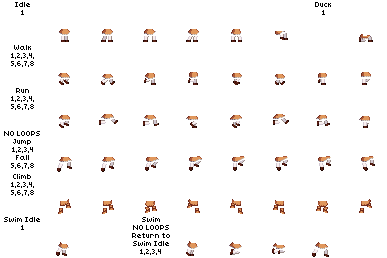 Idle
1
Duck
1
Walk
1,2,3,4,
5,6,7,8
Run
1,2,3,4,
5,6,7,8
NO LOOPS
Jump
1,2,3,4
Fall
5,6,7,8
Climb
1,2,3,4,
5,6,7,8
Swim Idle
1
Swim
NO LOOPS
Return to
Swim Idle
1,2,3,4